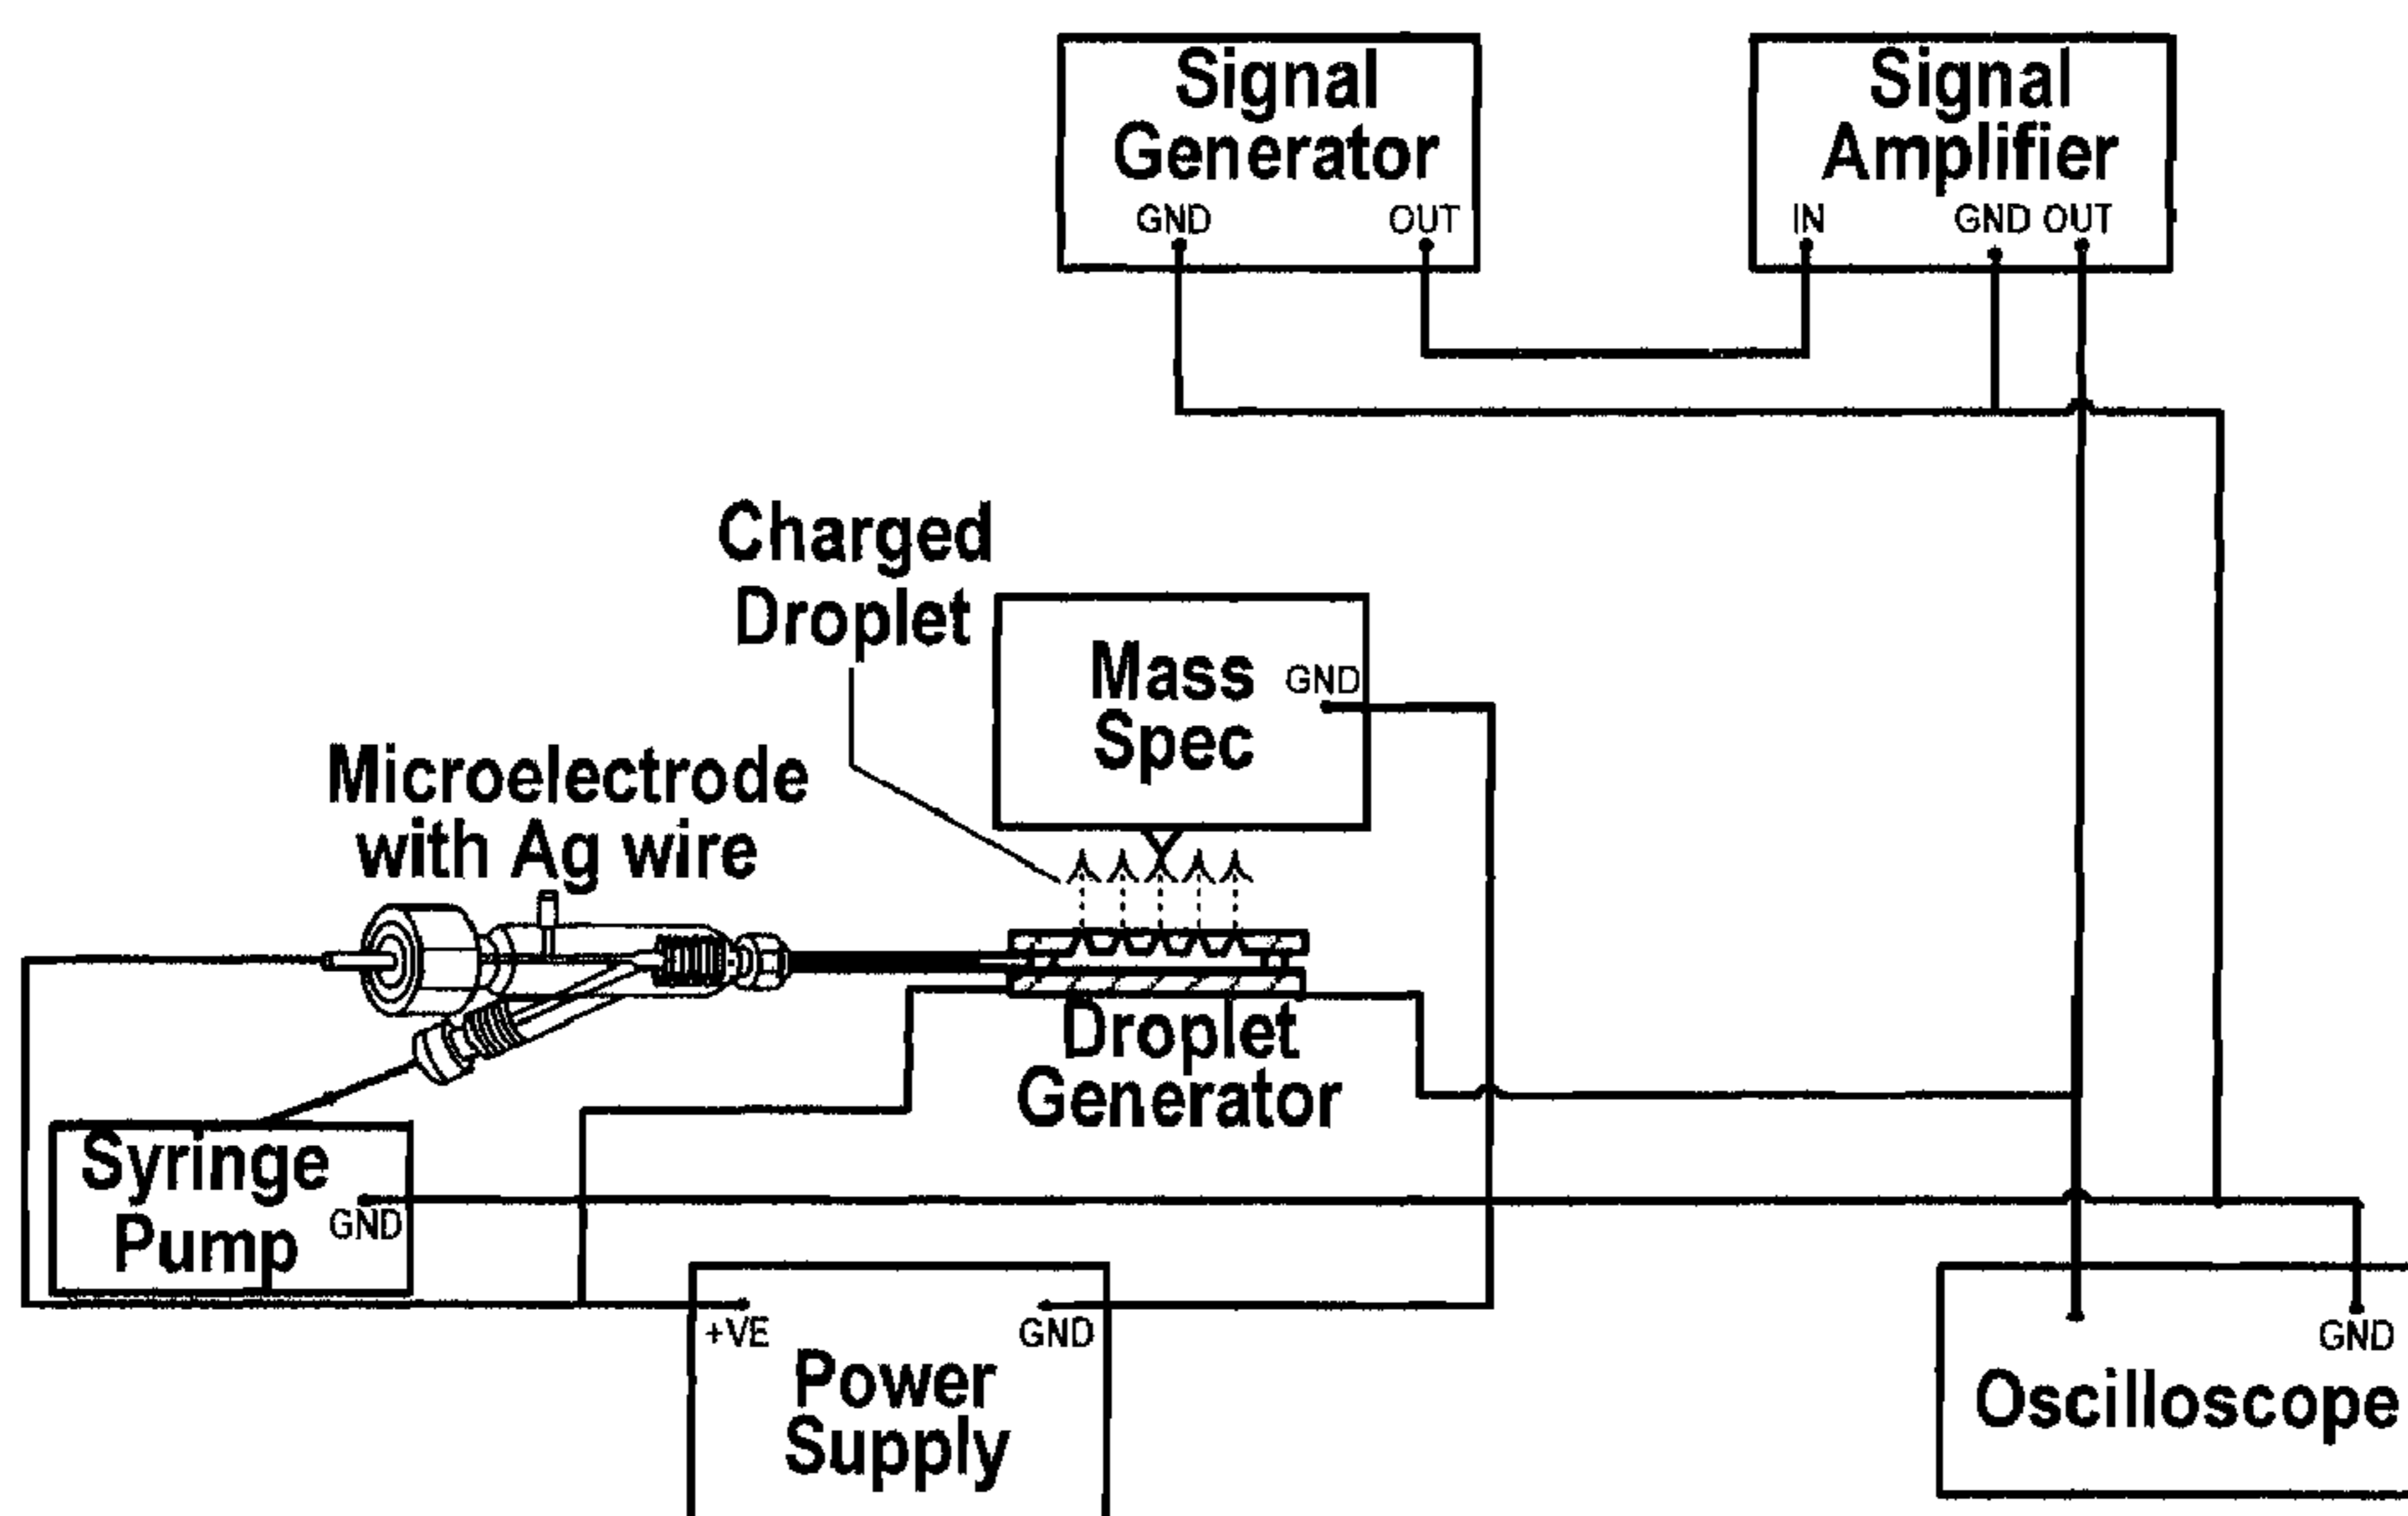 Signal
Generator
GND OUT
Signal
Amplifier
IN GND OUT
Charged
Droplet
Mass
Spec
GND
Microelectrode
with Ag wire
Droplet
Generator
Syringe
Pump
GND
+VE GND
Power
Supply
GND
Oscilloscope